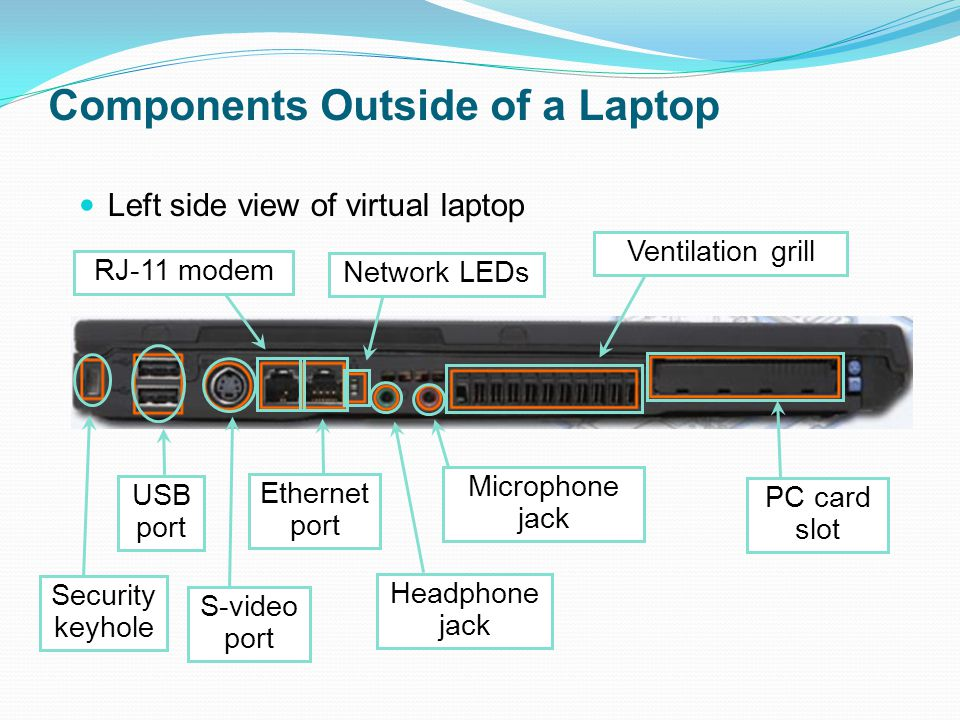 Components Outside of a Laptop
Left side view of virtual laptop
Ventilation grill
RJ-11 modem
Network LEDs
USB
port
Ethernet
port
Microphone
jack
PC card
slot
Security
keyhole
S-video
port
Headphone
jack